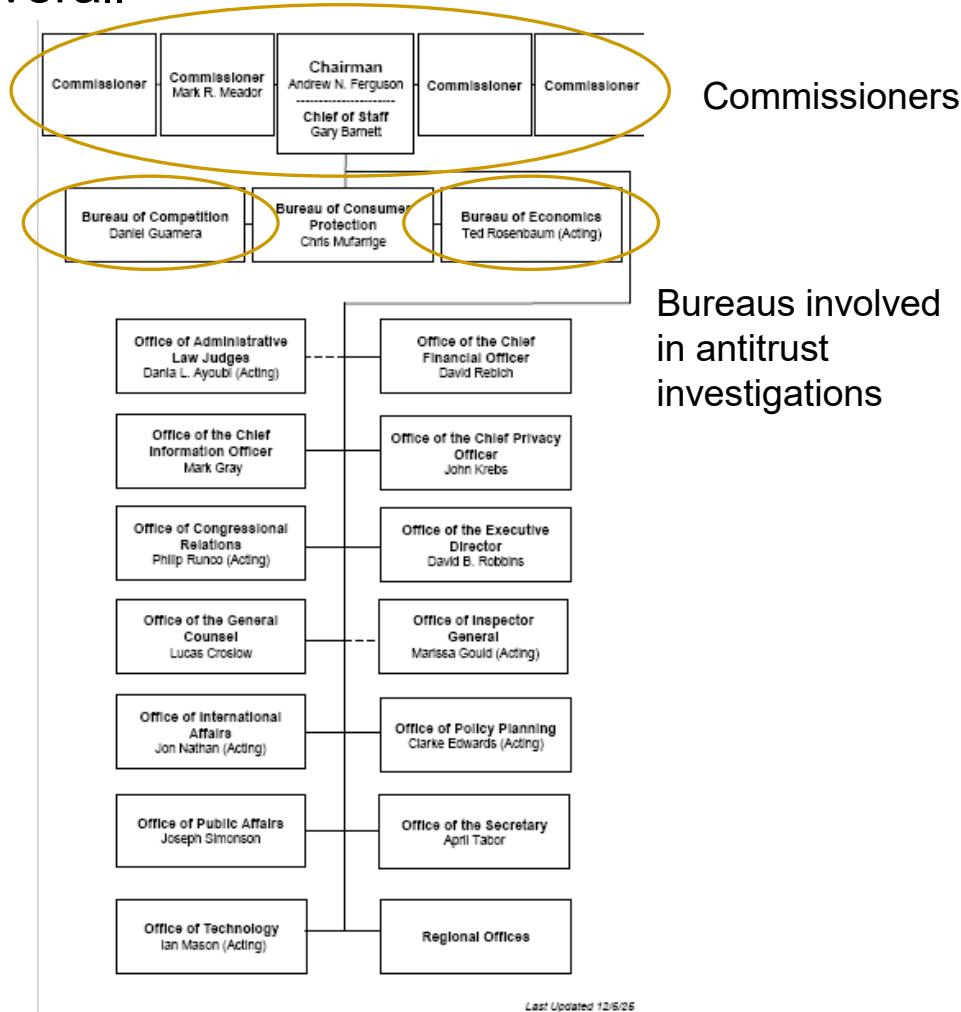 Commissioner
Commissioner
Mark R. Meador
Chairman
Andrew N. Ferguson
Chief of Staff
Gary Barnett
Commissioner
Commissioner
Commissioners
Bureau of Competition
Daniel Guarnera
Bureau of Consumer
Protection
Chris Mufarrige
Bureau of Economics
Ted Rosenbaum (Acting)
Bureaus involved
in antitrust
investigations
Office of Administrative
Law Judges
Dania L. Ayoubi (Acting)
Office of the Chief
Financial Officer
David Rebich
Office of the Chief
Information Officer
Mark Gray
Office of the Chief Privacy
Officer
John Krebs
Office of Congressional
Relations
Philip Runco (Acting)
Office of the Executive
Director
David B. Robbins
Office of the General
Counsel
Lucas Croslow
Office of Inspector
General
Marissa Gould (Acting)
Office of International
Affairs
Jon Nathan (Acting)
Office of Policy Planning
Clarke Edwards (Acting)
Office of Public Affairs
Joseph Simonson
Office of the Secretary
April Tabor
Office of Technology
Ian Mason (Acting)
Regional Offices
Last Updated 12/5/25